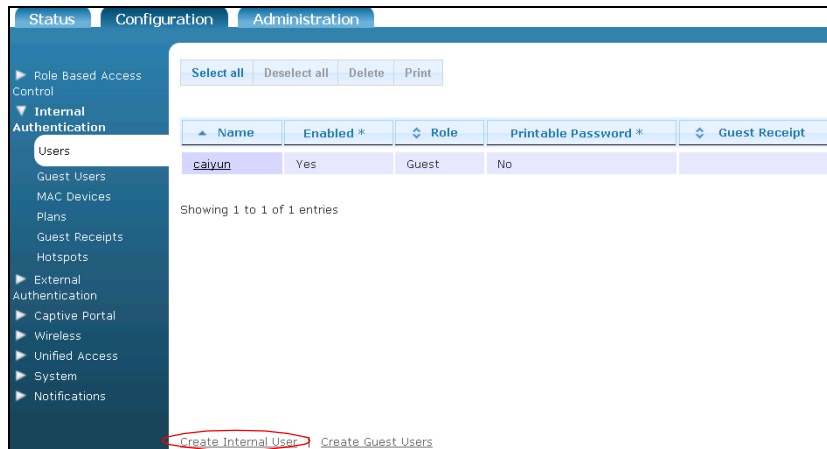 Status Configuration Administration
Role Based Access
Control
Internal
Authentication
Users
Guest Users
MAC Devices
Plans
Guest Receipts
Hotspots
External
Authentication
Captive Portal
Wireless
Unified Access
System
Notifications
Select all Deselect all Delete Print
Name Enabled * Role Printable Password * Guest Receipt
caiyun Yes Guest No
Showing 1 to 1 of 1 entries
Create Internal User | Create Guest Users